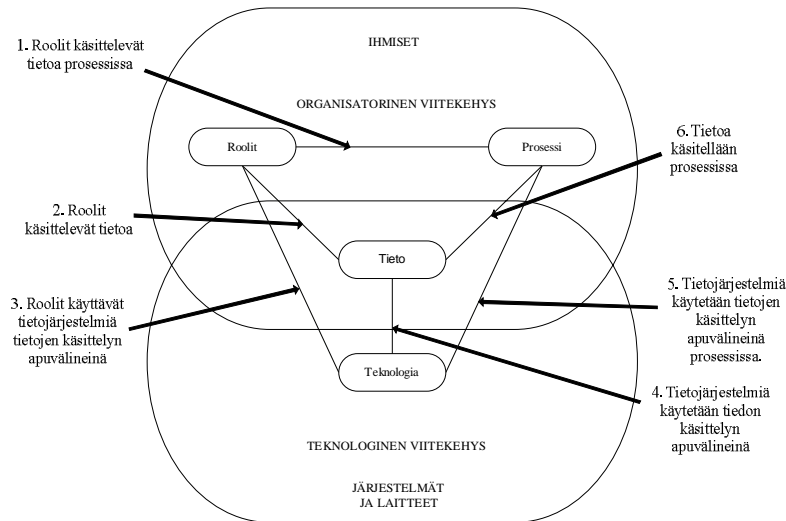 IHMISET
1. Roolit käsittelevät
tietoa prosessissa
ORGANISATORINEN VIITEKEHYS
Roolit
Prosessi
6. Tietoa
käsitellään
prosessissa
2. Roolit
käsittelevät tietoa
Tieto
3. Roolit käyttävät
tietojärjestelmiä
tietojen käsittelyn
apuvälineinä
5. Tietojärjestelmiä
käytetään tietojen
käsittelyn
apuvälineinä
prosessissa.
Teknologia
4. Tietojärjestelmiä
käytetään tiedon
käsittelyn
apuvälineinä
TEKNOLOGINEN VIITEKEHYS
JÄRJESTELMÄT
JA LAITTEET